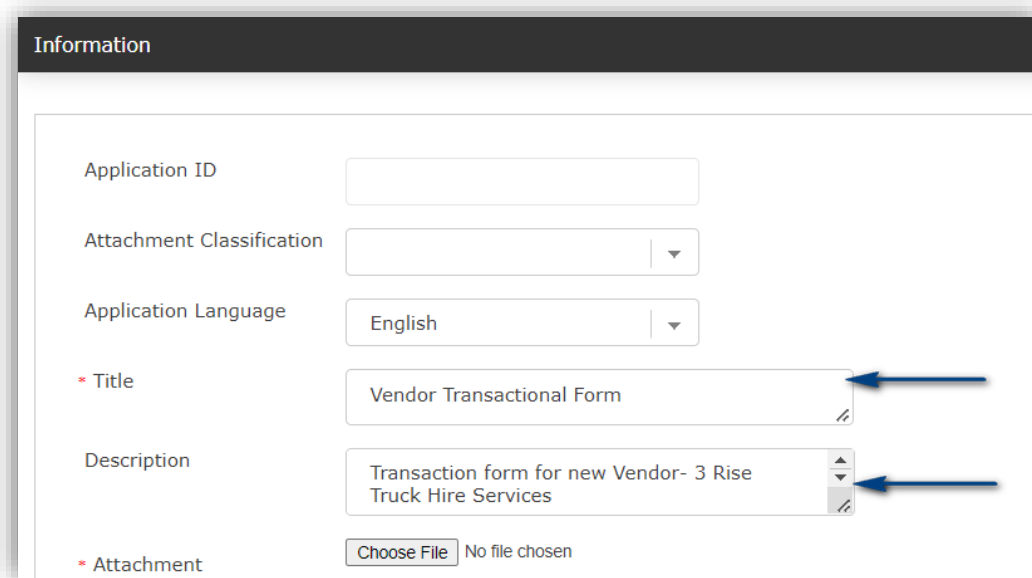 Information
Application ID
Attachment Classification
Application Language
English
* Title
Vendor Transactional Form
Description
Transaction form for new Vendor- 3 Rise
Truck Hire Services
* Attachment
Choose File No file chosen